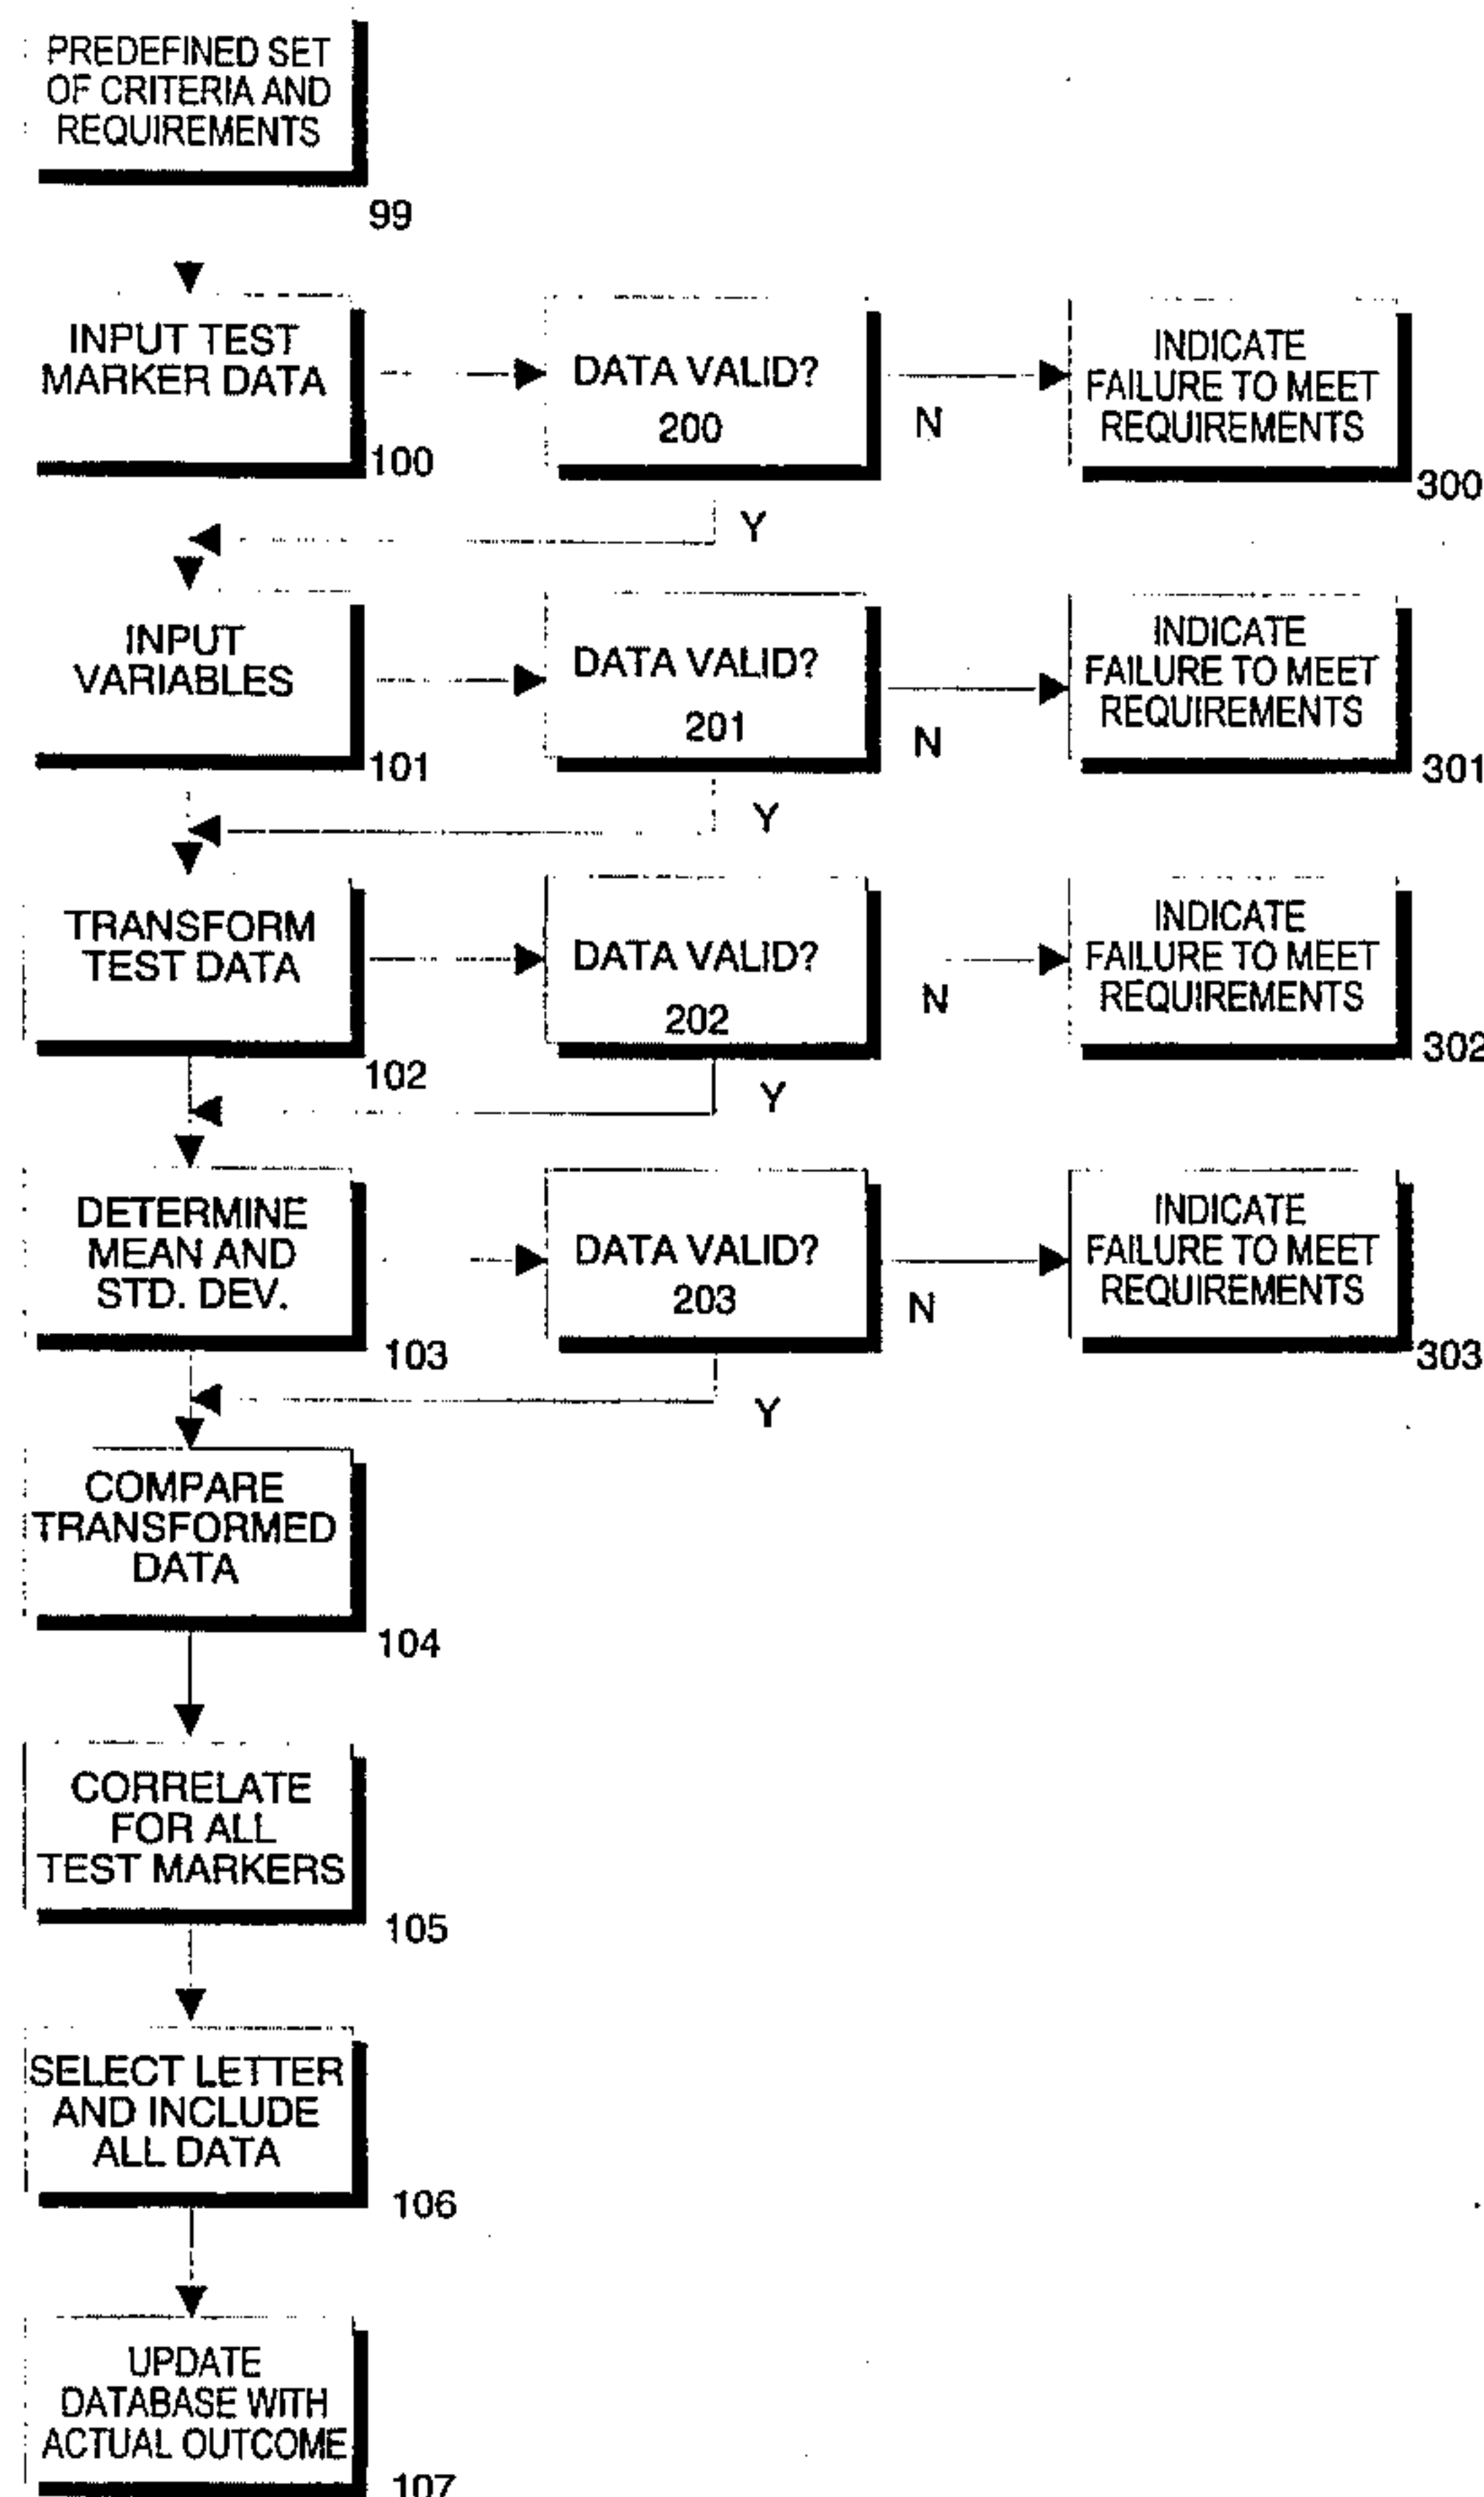 PREDEFINED SET
OF CRITERIA AND
REQUIREMENTS
99
INPUT TEST
MARKER DATA
100
DATA VALID?
200
N
INDICATE
FAILURE TO MEET
REQUIREMENTS
300
Y
INPUT
VARIABLES
101
DATA VALID?
201
N
INDICATE
FAILURE TO MEET
REQUIREMENTS
301
Y
TRANSFORM
TEST DATA
102
DATA VALID?
202
N
INDICATE
FAILURE TO MEET
REQUIREMENTS
302
Y
DETERMINE
MEAN AND
STD. DEV.
103
DATA VALID?
203
N
INDICATE
FAILURE TO MEET
REQUIREMENTS
303
Y
COMPARE
TRANSFORMED
DATA
104
CORRELATE
FOR ALL
TEST MARKERS
105
SELECT LETTER
AND INCLUDE
ALL DATA
106
UPDATE
DATABASE WITH
ACTUAL OUTCOME
107